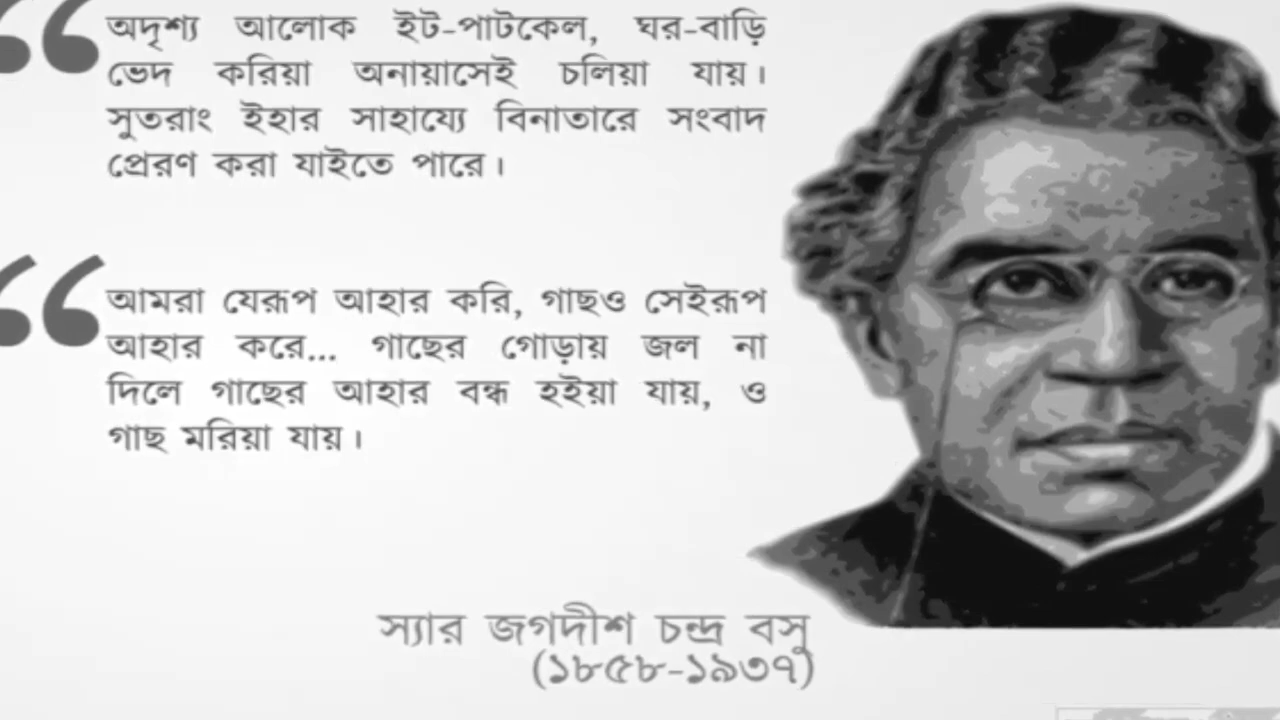 অদৃশ্য আলোক ইট-পাটকেল, ঘর-বাড়ি
ভেদ করিয়া অনায়াসেই চলিয়া যায়।
সুতরাং ইহার সাহায্যে বিনাতারে সংবাদ
প্রেরণ করা যাইতে পারে।
আমরা যেরূপ আহার করি, গাছও সেইরূপ
আহার করে... গাছের গোড়ায় জল না
দিলে গাছের আহার বন্ধ হইয়া যায়, ও
গাছ মরিয়া যায়।
স্যার জগদীশ চন্দ্র বসু
(১৮৫৮-১৯৩৭)